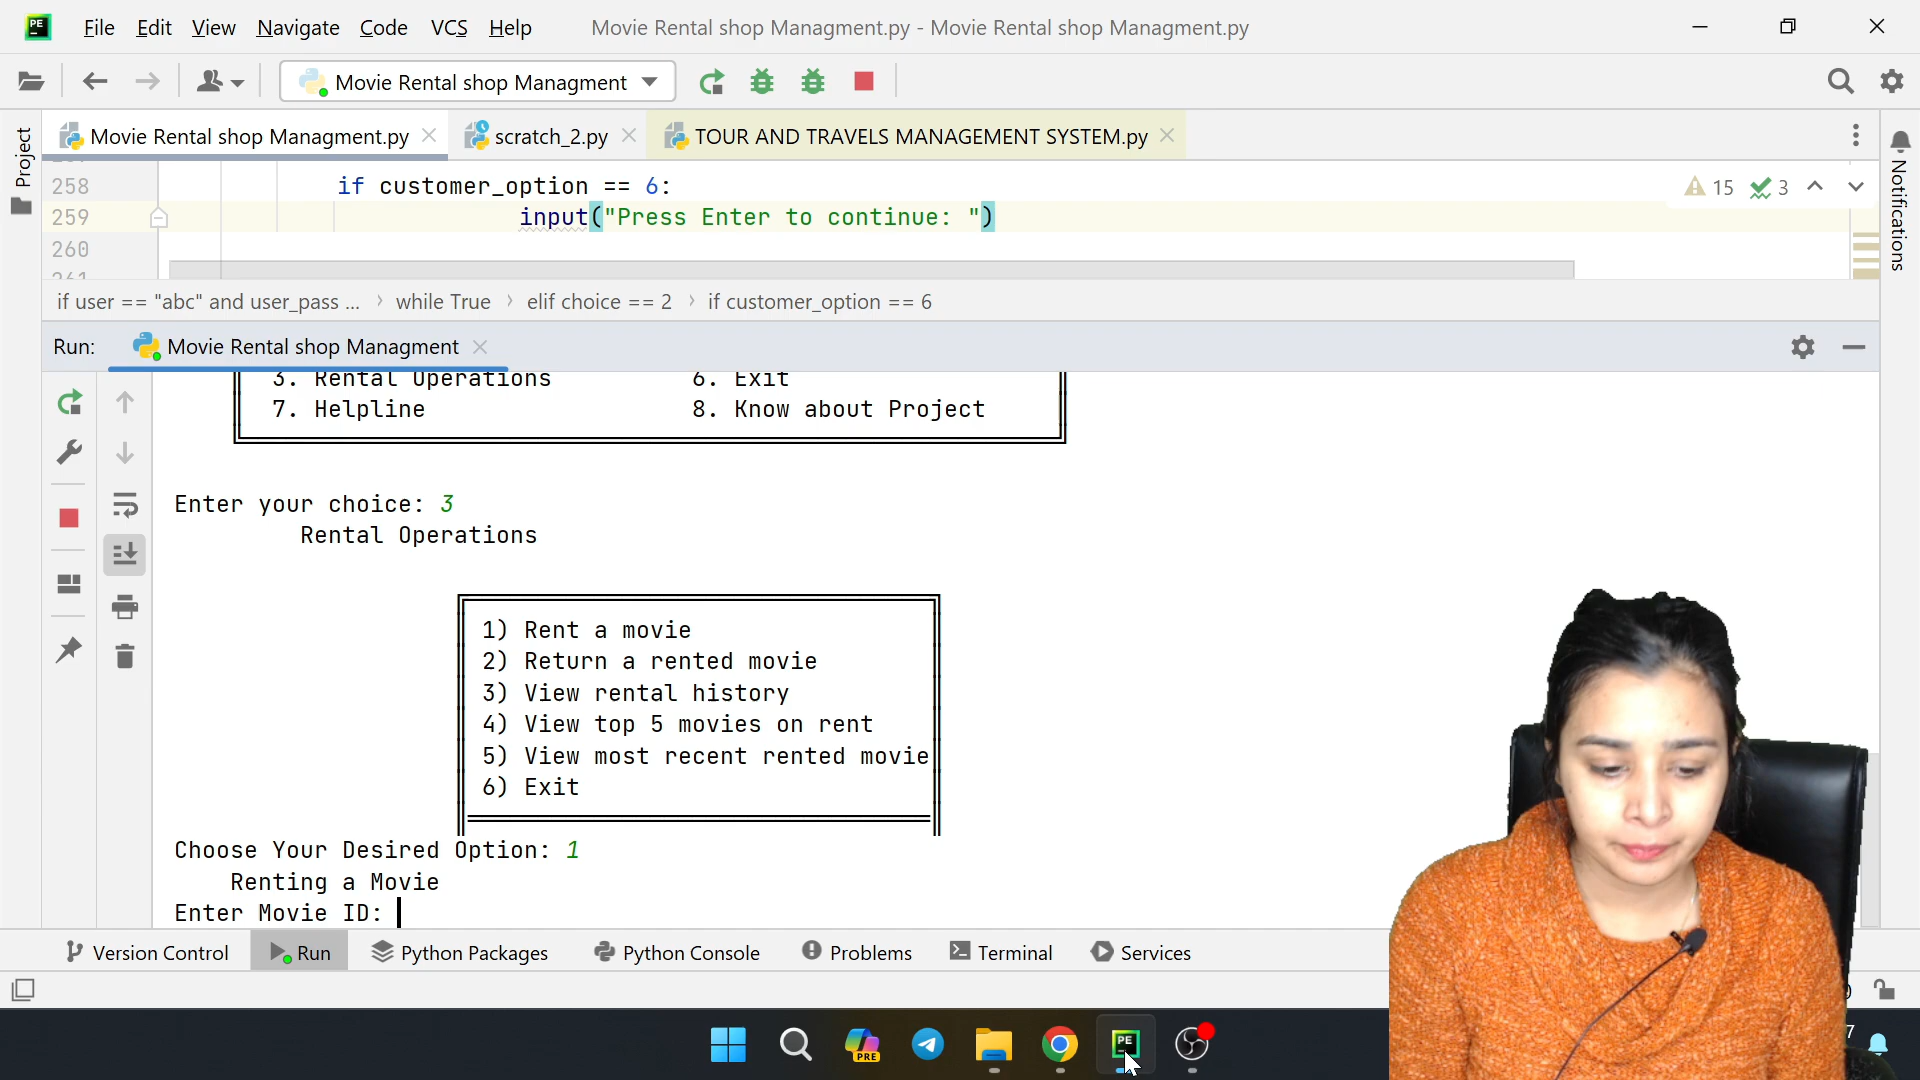 PE File Edit View Navigate Code VCS Help Movie Rental shop Managment.py - Movie Rental shop Managment.py
Movie Rental shop Managment
Project
Movie Rental shop Managment.py scratch_2.py TOUR AND TRAVELS MANAGEMENT SYSTEM.py
Notifications
258 if customer_option == 6: 15 3
259 input("Press Enter to continue: ")
260
261
if user == "abc" and user_pass ... › while True › elif choice == 2 › if customer_option == 6
Run: Movie Rental shop Managment
3. Rental Operations 6. Exit
7. Helpline 8. Know about Project
Enter your choice: 3
Rental Operations
1) Rent a movie
2) Return a rented movie
3) View rental history
4) View top 5 movies on rent
5) View most recent rented movie
6) Exit
Choose Your Desired Option: 1
Renting a Movie
Enter Movie ID:
Version Control Run Python Packages Python Console Problems Terminal Services
PRE PE 7